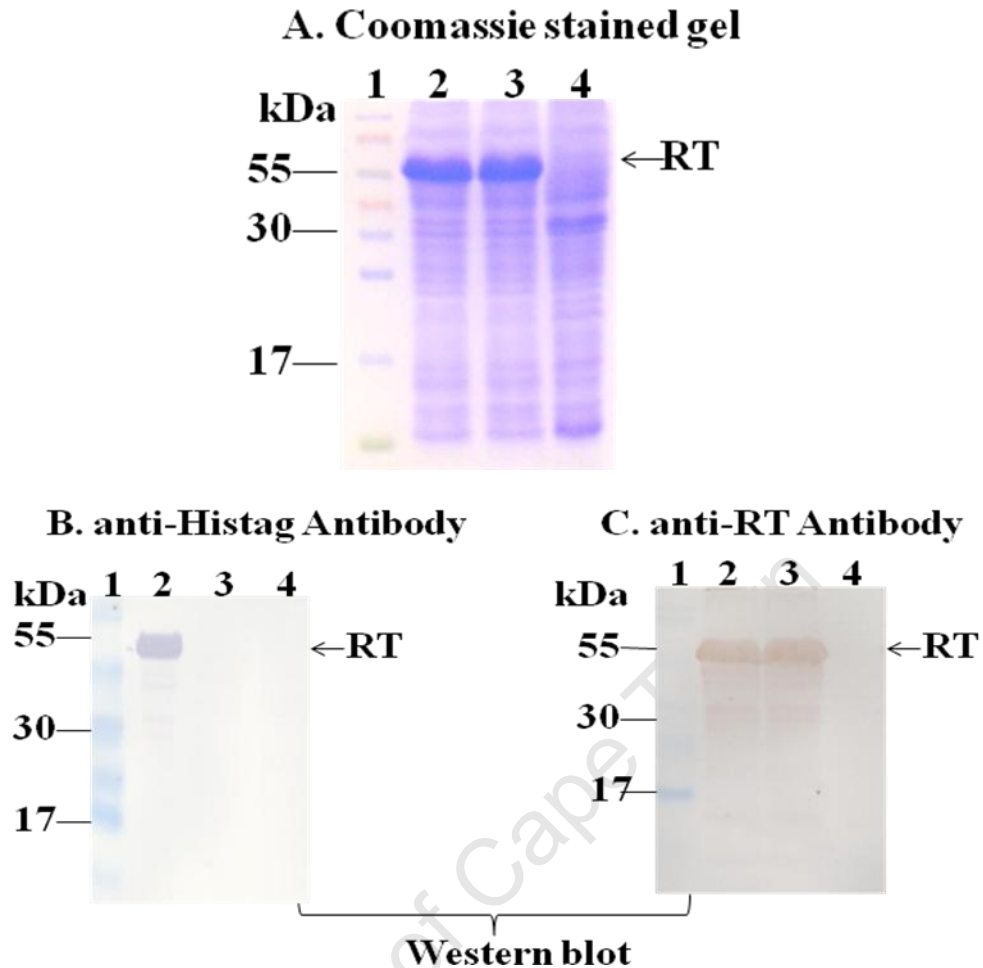 A. Coomassie stained gel
1 2 3 4
kDa
55
←RT
30
17
B. anti-Histag Antibody
1 2 3 4
kDa
55
←RT
30
17
C. anti-RT Antibody
1 2 3 4
kDa
55
←RT
30
17
of Cape
Western blot